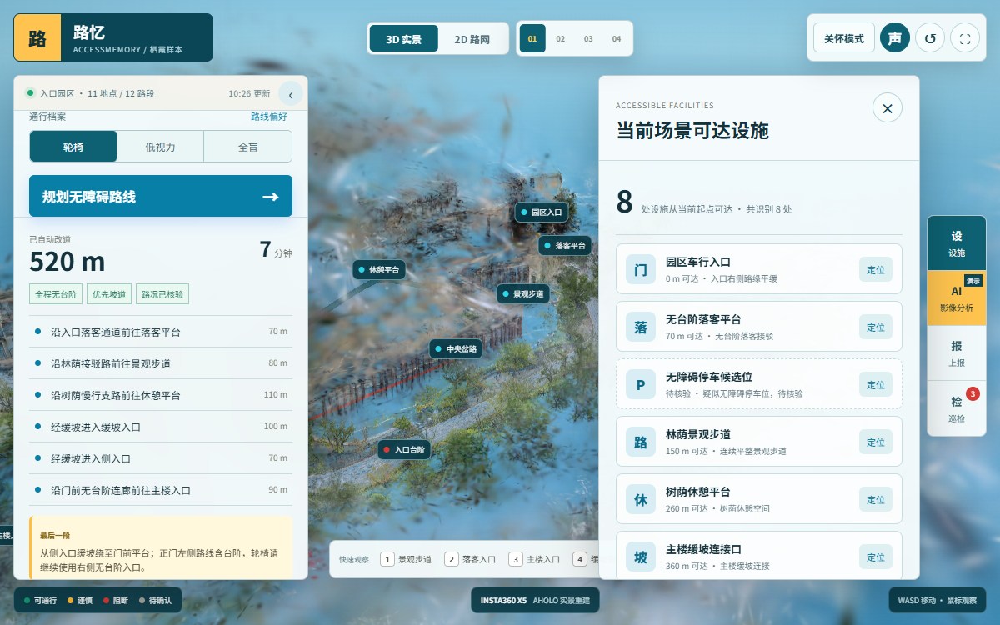 路
路忆
ACCESSMEMORY / 栖霞样本
3D 实景
2D 路网
01
02
03
04
关怀模式
声
入口园区 · 11 地点 / 12 路段
10:26 更新
通行档案
路线偏好
轮椅
低视力
全盲
规划无障碍路线
已自动改道
520 m
7 分钟
全程无台阶
优先坡道
路况已核验
沿入口落客通道前往落客平台
70 m
沿林荫接驳路前往景观步道
80 m
沿树荫慢行支路前往休憩平台
110 m
经缓坡进入缓坡入口
100 m
经缓坡进入侧入口
70 m
沿门前无台阶连廊前往主楼入口
90 m
最后一段
从侧入口缓坡绕至门前平台；正门左侧路线含台阶，轮椅请
继续使用右侧无台阶入口。
园区入口
落客平台
休憩平台
景观步道
中央岔路
入口台阶
快速观察
1 景观步道
2 落客入口
3 主楼入口
4 缓
ACCESSIBLE FACILITIES
当前场景可达设施
8 处设施从当前起点可达 · 共识别 8 处
门
园区车行入口
0 m 可达 · 入口右侧路缘平缓
定位
落
无台阶落客平台
70 m 可达 · 无台阶落客接驳
定位
P
无障碍停车候选位
待核验 · 疑似无障碍停车位，待核验
定位
路
林荫景观步道
150 m 可达 · 连续平整景观步道
定位
休
树荫休憩平台
260 m 可达 · 树荫休憩空间
定位
坡
主楼缓坡连接口
360 m 可达 · 主楼缓坡连接
定位
设
设施
演示
AI
影像分析
报
上报
3
检
巡检
可通行
谨慎
阻断
待确认
INSTA360 X5 AHOLO 实景重建
WASD 移动 · 鼠标观察